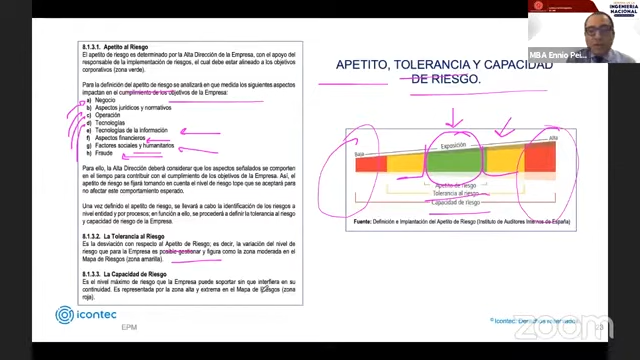 8.1.3.1. Apetito al Riesgo
El apetito de riesgo es determinado por la Alta Dirección de la Empresa, con el apoyo del
responsable de la implementación de riesgos, el cual debe estar alineado a los objetivos
corporativos (zona verde).
Para la definición del apetito de riesgo se analizarán en que medida los siguientes aspectos
impactan en el cumplimiento de los objetivos de la Empresa:
a) Negocio
b) Aspectos jurídicos y normativos
c) Operación
d) Tecnologías
e) Tecnologías de la información
f) Aspectos financieros
g) Factores sociales y humanitarios
h) Fraude
Para ello, la Alta Dirección deberá considerar que los aspectos señalados se comporten
en el tiempo para contribuir con el cumplimiento de los objetivos de la Empresa. Así, el
apetito de riesgo se fijará tomando en cuenta el nivel de riesgo tope que se aceptará para
no afectar este comportamiento esperado.
Una vez definido el apetito de riesgo, se llevará a cabo la identificación de los riesgos a
nivel entidad y por procesos; en función a ello, se procederá a definir la tolerancia al riesgo
y capacidad de riesgo de la Empresa.
8.1.3.2. La Tolerancia al Riesgo
Es la desviación con respecto al Apetito de Riesgo; es decir, la variación del nivel de
riesgo que para la Empresa es posible gestionar y figura como la zona moderada en el
Mapa de Riesgos (zona amarilla).
8.1.3.3. La Capacidad de Riesgo
Es el nivel máximo de riesgo que la Empresa puede soportar sin que interfiera en su
continuidad. Es representada por la zona alta y extrema en el Mapa de Riesgos (zona
roja).
APETITO, TOLERANCIA Y CAPACIDAD
DE RIESGO.
Baja
Exposición
Alta
Apetito de riesgo
Tolerancia al riesgo
Capacidad de riesgo
Fuente: Definición e Implantación del Apetito de Riesgo (Instituto de Auditores Internos de España)
icontec
EPM
© Icontec. Derechos reservados
zoom
INGENIERIA
NACIONAL
MBA Ennio Pei